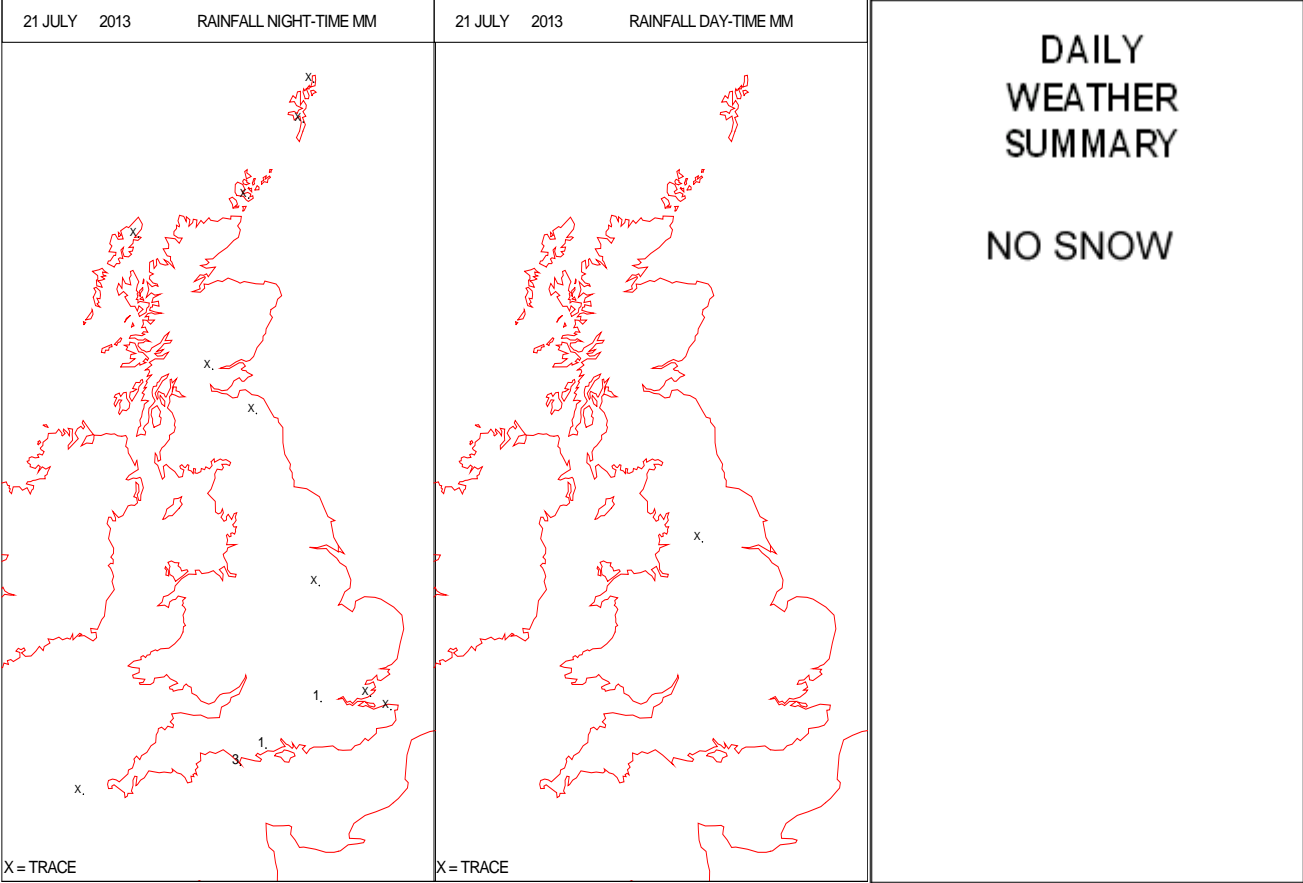 21 JULY 2013 RAINFALL NIGHT-TIME MM
X
X.
X.
X.
X.
X.
X.
1.
X.
X.
1.
3.
X.
X = TRACE
21 JULY 2013 RAINFALL DAY-TIME MM
X.
X = TRACE
DAILY
WEATHER
SUMMARY
NO SNOW